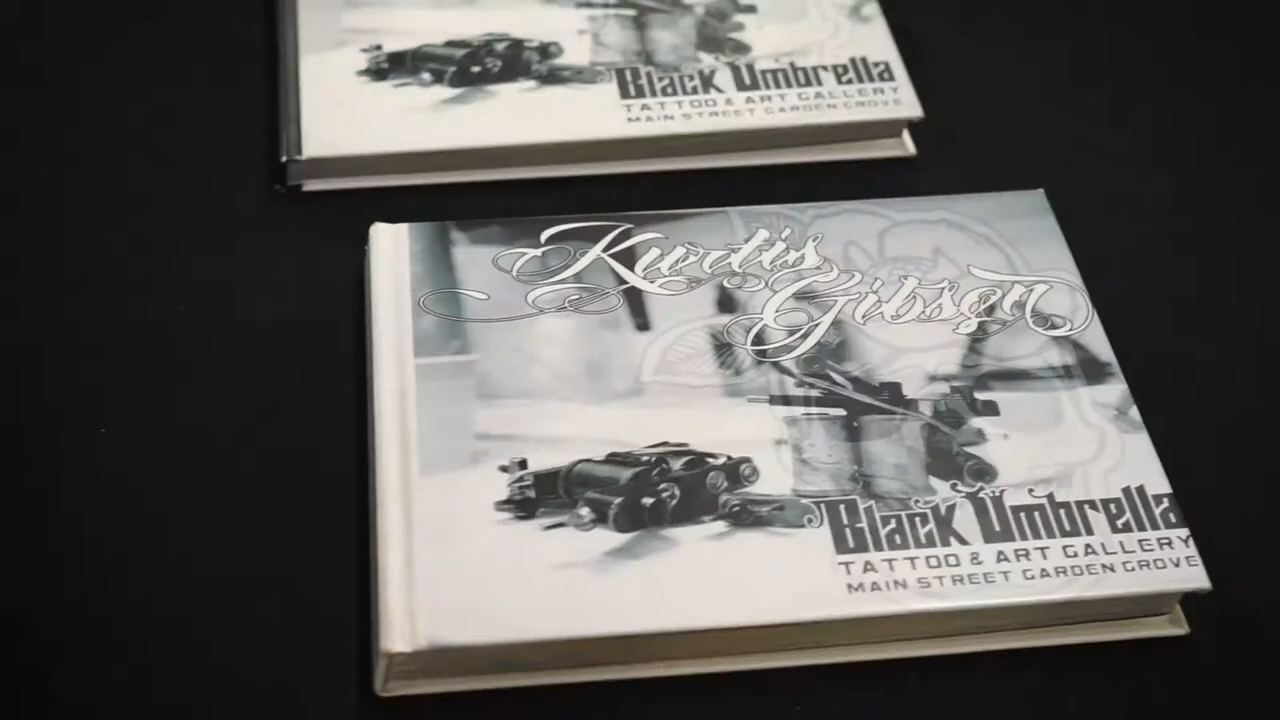 Black Umbrella
TATTOO & ART GALLERY
MAIN STREET GARDEN GROVE
Kurtis
Gibson
Black Umbrella
TATTOO & ART GALLERY
MAIN STREET GARDEN GROVE